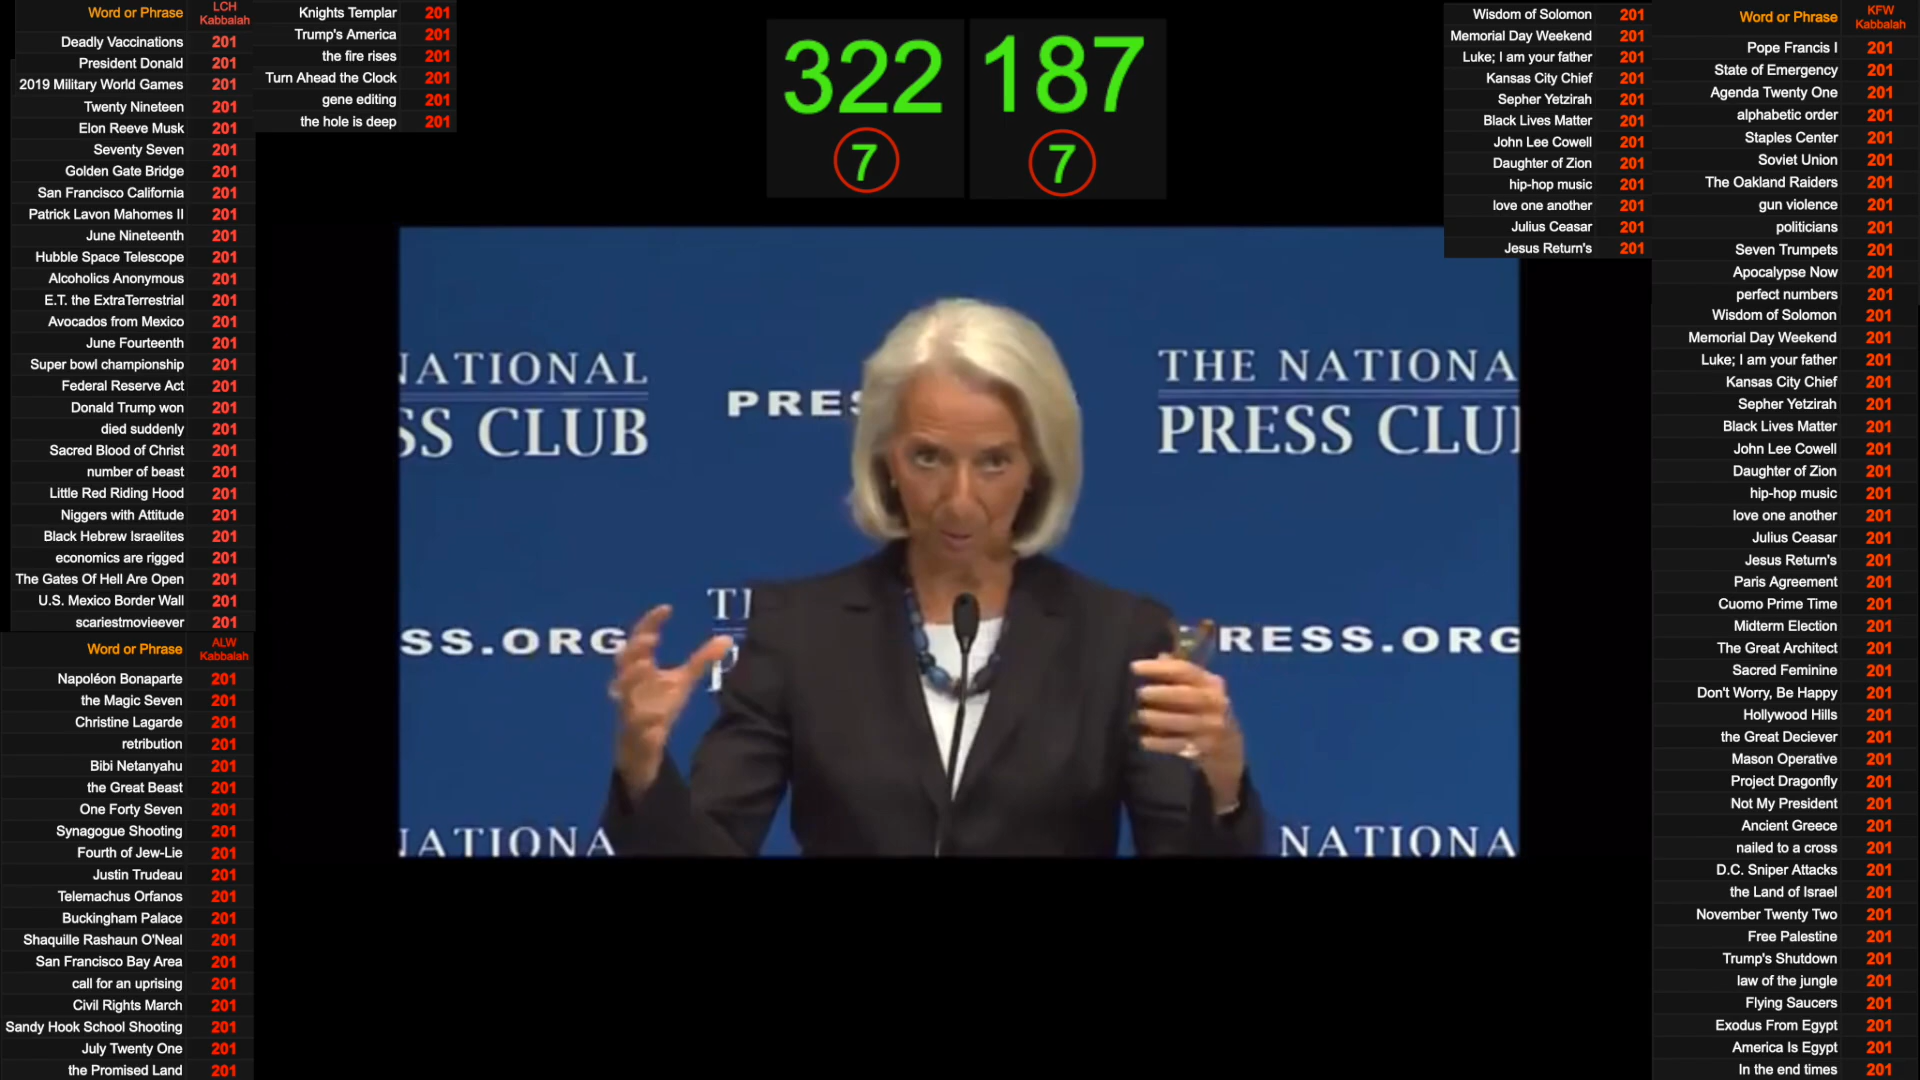 Word or Phrase LCH Kabbalah
Deadly Vaccinations 201
President Donald 201
2019 Military World Games 201
Twenty Nineteen 201
Elon Reeve Musk 201
Seventy Seven 201
Golden Gate Bridge 201
San Francisco California 201
Patrick Lavon Mahomes II 201
June Nineteenth 201
Hubble Space Telescope 201
Alcoholics Anonymous 201
E.T. the ExtraTerrestrial 201
Avocados from Mexico 201
June Fourteenth 201
Super bowl championship 201
Federal Reserve Act 201
Donald Trump won 201
died suddenly 201
Sacred Blood of Christ 201
number of beast 201
Little Red Riding Hood 201
Niggers with Attitude 201
Black Hebrew Israelites 201
economics are rigged 201
The Gates Of Hell Are Open 201
U.S. Mexico Border Wall 201
scariestmovieever 201
Word or Phrase ALW Kabbalah
Napoléon Bonaparte 201
the Magic Seven 201
Christine Lagarde 201
retribution 201
Bibi Netanyahu 201
the Great Beast 201
One Forty Seven 201
Synagogue Shooting 201
Fourth of Jew-Lie 201
Justin Trudeau 201
Telemachus Orfanos 201
Buckingham Palace 201
Shaquille Rashaun O'Neal 201
San Francisco Bay Area 201
call for an uprising 201
Civil Rights March 201
Sandy Hook School Shooting 201
July Twenty One 201
the Promised Land 201
Knights Templar 201
Trump's America 201
the fire rises 201
Turn Ahead the Clock 201
gene editing 201
the hole is deep 201
322 187
7 7
NATIONAL
SS CLUB
PRES
THE NATIONA
PRESS CLU
SS.ORG
TH
P
RESS.ORG
NATIONA
NATIONA
Wisdom of Solomon 201
Memorial Day Weekend 201
Luke; I am your father 201
Kansas City Chief 201
Sepher Yetzirah 201
Black Lives Matter 201
John Lee Cowell 201
Daughter of Zion 201
hip-hop music 201
love one another 201
Julius Ceasar 201
Jesus Return's 201
Word or Phrase KFW Kabbalah
Pope Francis I 201
State of Emergency 201
Agenda Twenty One 201
alphabetic order 201
Staples Center 201
Soviet Union 201
The Oakland Raiders 201
gun violence 201
politicians 201
Seven Trumpets 201
Apocalypse Now 201
perfect numbers 201
Wisdom of Solomon 201
Memorial Day Weekend 201
Luke; I am your father 201
Kansas City Chief 201
Sepher Yetzirah 201
Black Lives Matter 201
John Lee Cowell 201
Daughter of Zion 201
hip-hop music 201
love one another 201
Julius Ceasar 201
Jesus Return's 201
Paris Agreement 201
Cuomo Prime Time 201
Midterm Election 201
The Great Architect 201
Sacred Feminine 201
Don't Worry, Be Happy 201
Hollywood Hills 201
the Great Deciever 201
Mason Operative 201
Project Dragonfly 201
Not My President 201
Ancient Greece 201
nailed to a cross 201
D.C. Sniper Attacks 201
the Land of Israel 201
November Twenty Two 201
Free Palestine 201
Trump's Shutdown 201
law of the jungle 201
Flying Saucers 201
Exodus From Egypt 201
America Is Egypt 201
In the end times 201